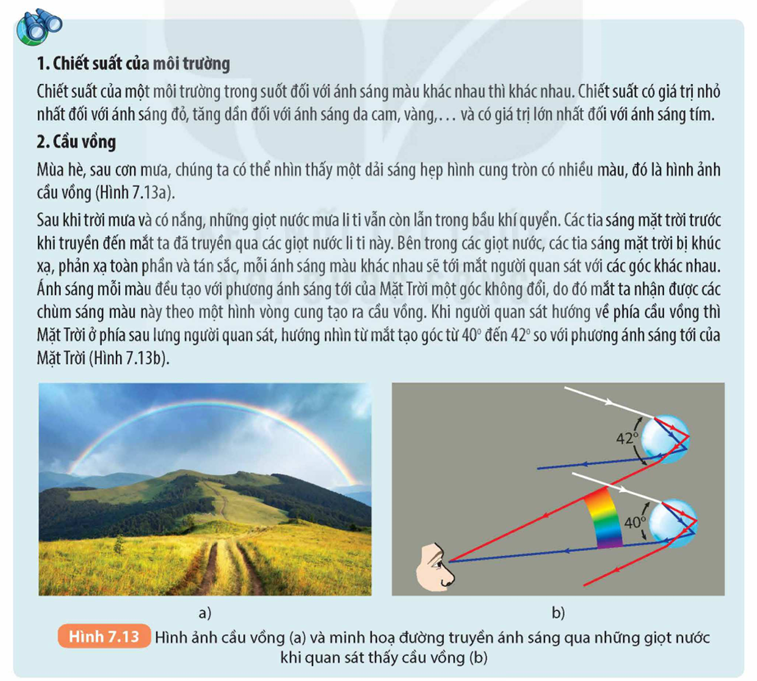 1. Chiết suất của môi trường
Chiết suất của một môi trường trong suốt đối với ánh sáng màu khác nhau thì khác nhau. Chiết suất có giá trị nhỏ
nhất đối với ánh sáng đỏ, tăng dần đối với ánh sáng da cam, vàng,… và có giá trị lớn nhất đối với ánh sáng tím.
2. Cầu vồng
Mùa hè, sau cơn mưa, chúng ta có thể nhìn thấy một dải sáng hẹp hình cung tròn có nhiều màu, đó là hình ảnh
cầu vồng (Hình 7.13a).
Sau khi trời mưa và có nắng, những giọt nước mưa li ti vẫn còn lẫn trong bầu khí quyển. Các tia sáng mặt trời trước
khi truyền đến mắt ta đã truyền qua các giọt nước li ti này. Bên trong các giọt nước, các tia sáng mặt trời bị khúc
xạ, phản xạ toàn phần và tán sắc, mỗi ánh sáng màu khác nhau sẽ tới mắt người quan sát với các góc khác nhau.
Ánh sáng mỗi màu đều tạo với phương ánh sáng tới của Mặt Trời một góc không đổi, do đó mắt ta nhận được các
chùm sáng màu này theo một hình vòng cung tạo ra cầu vồng. Khi người quan sát hướng về phía cầu vồng thì
Mặt Trời ở phía sau lưng người quan sát, hướng nhìn từ mắt tạo góc từ 40⁰ đến 42⁰ so với phương ánh sáng tới của
Mặt Trời (Hình 7.13b).
42⁰
40⁰
a)
b)
Hình 7.13 Hình ảnh cầu vồng (a) và minh hoạ đường truyền ánh sáng qua những giọt nước
khi quan sát thấy cầu vồng (b)